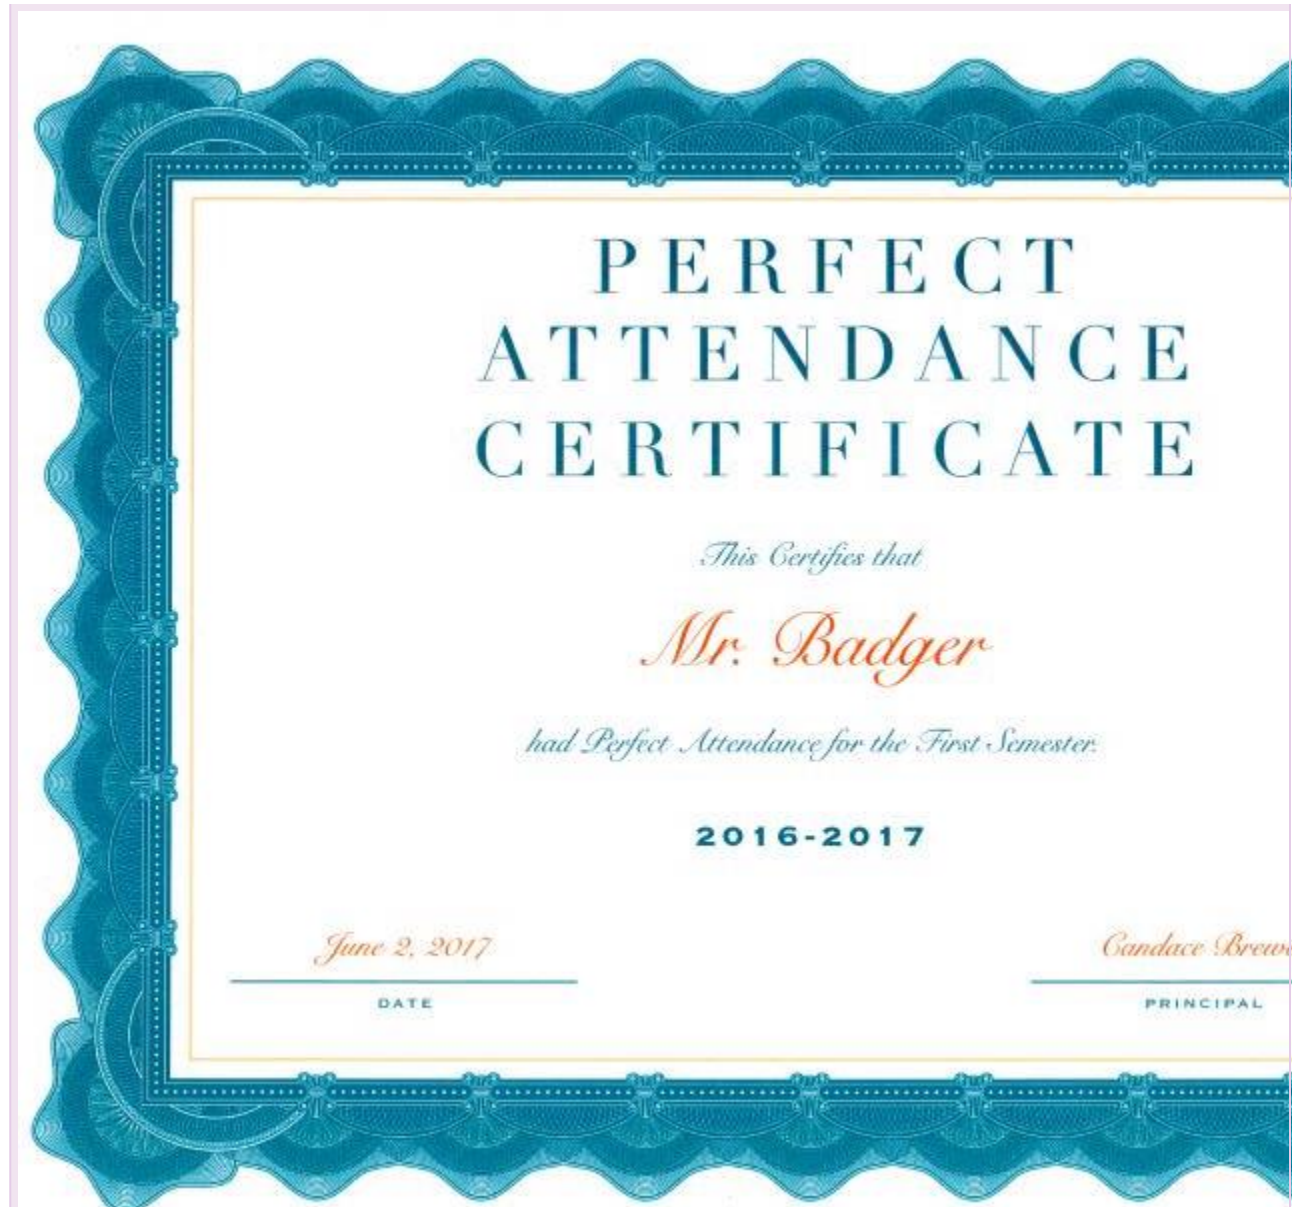 PERFECT
ATTENDANCE
CERTIFICATE
This Certifies that
Mr. Badger
had Perfect Attendance for the First Semester.
2016-2017
June 2, 2017
Candace
DATE
PRINCIPAL